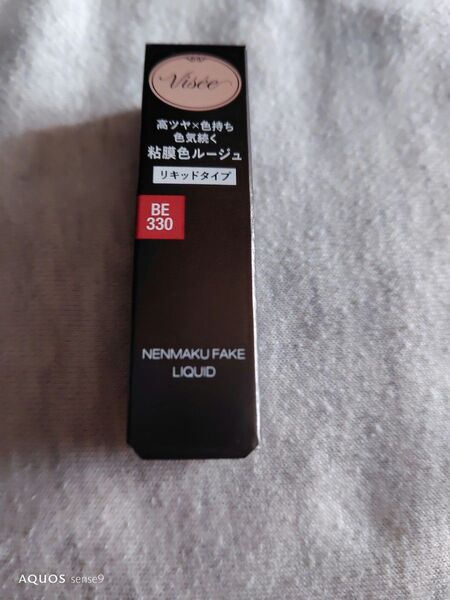 Visée
高ツヤ×色持ち
色気続く
粘膜色ルージュ
リキッドタイプ
BE
330
NENMAKU FAKE
LIQUID
AQUOS sense9